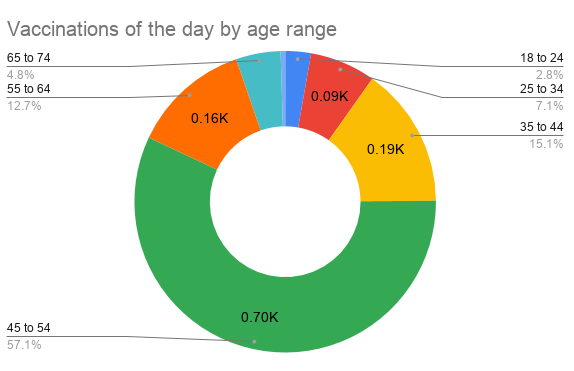 Vaccinations of the day by age range
65 to 74
4.8%
55 to 64
12.7%
45 to 54
57.1%
18 to 24
2.8%
25 to 34
7.1%
35 to 44
15.1%
0.09K
0.16K
0.19K
0.70K